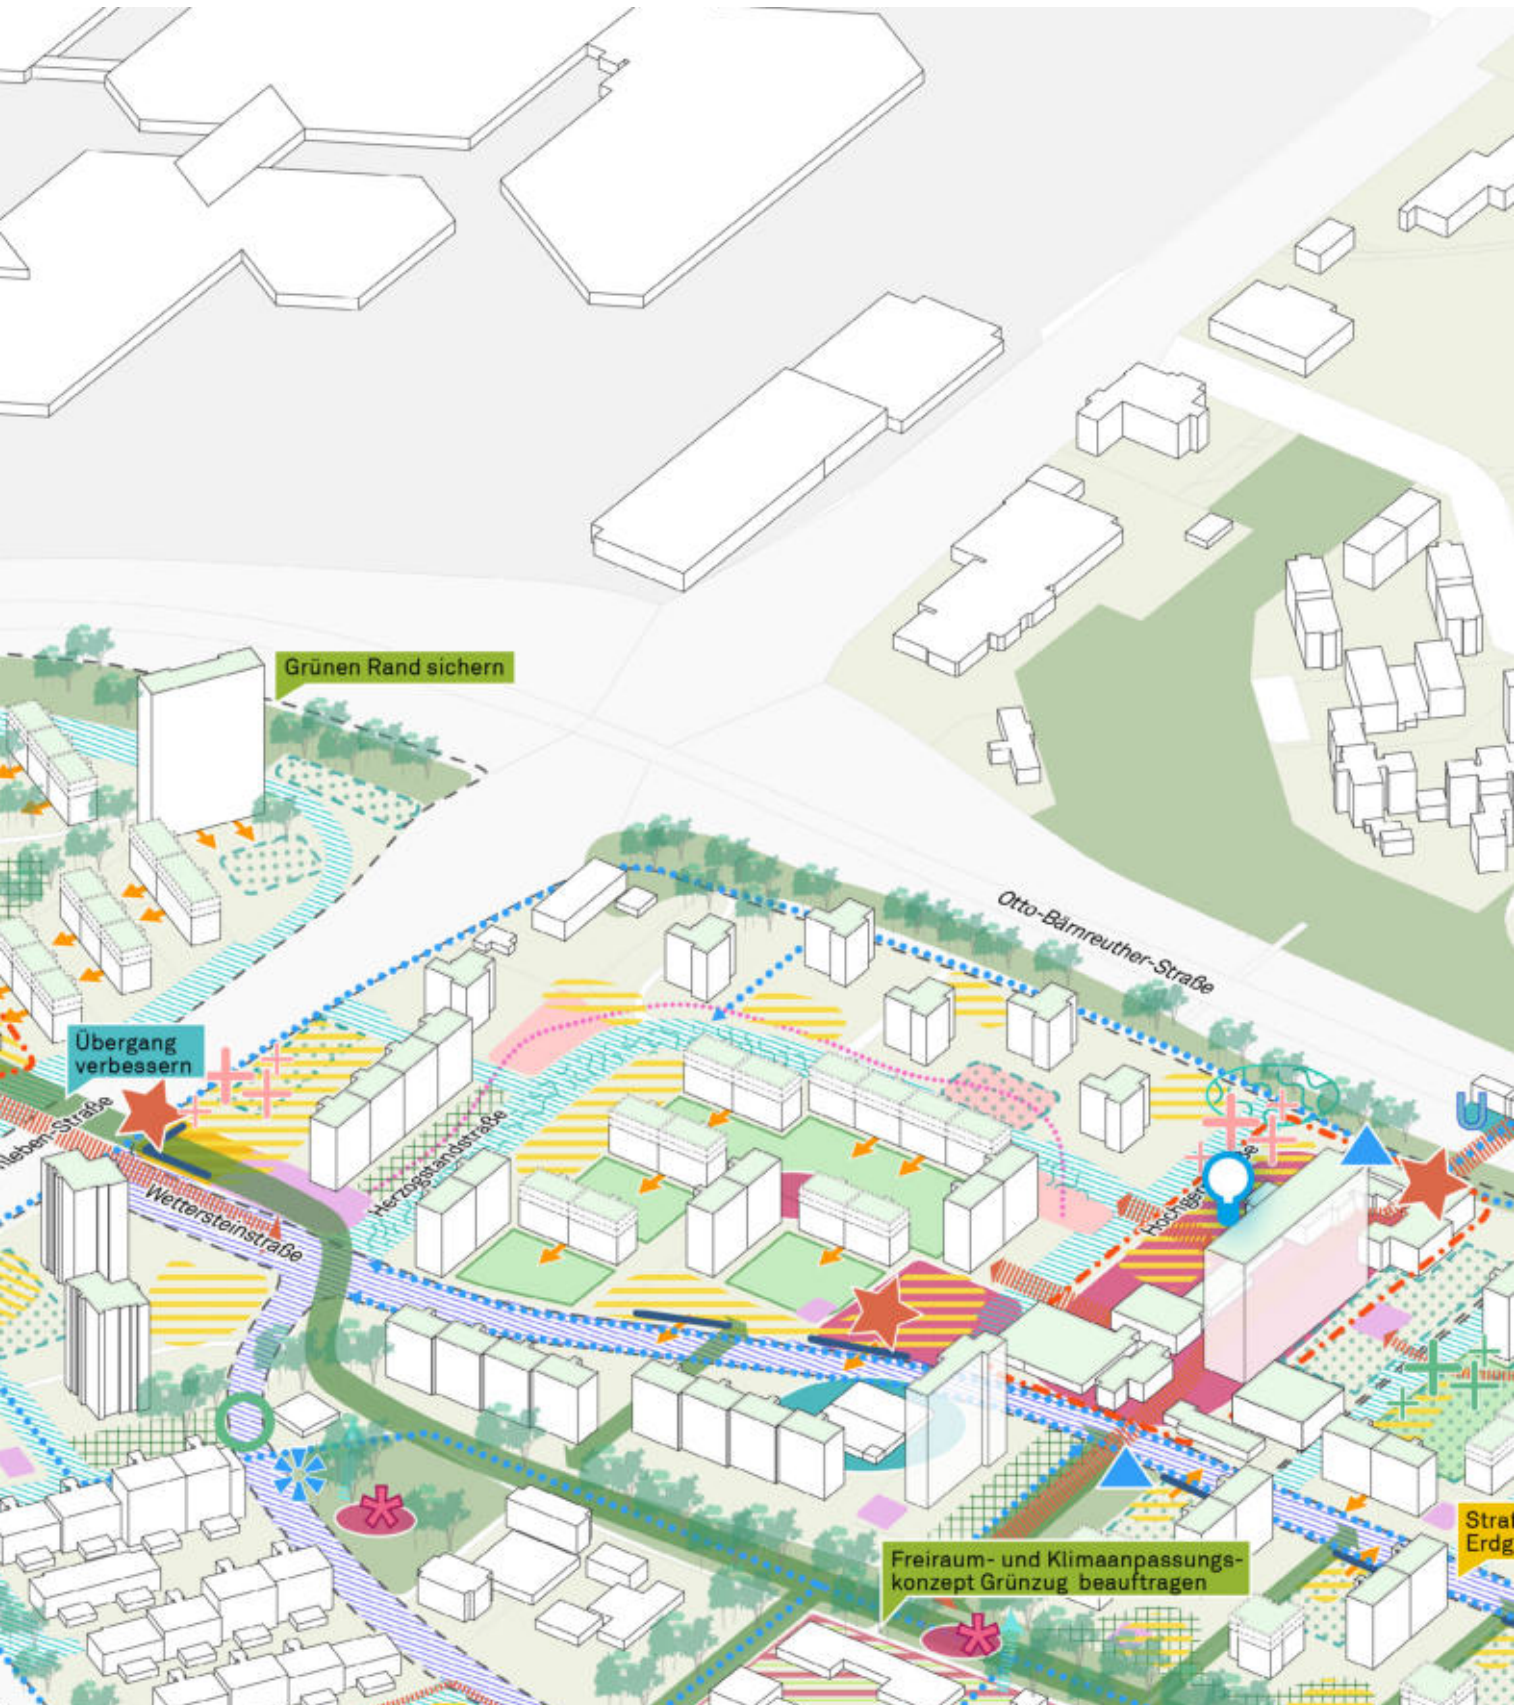 Grünen Rand sichern
Otto-Bärnreuther-Straße
Übergang
verbessern
Herzogstandstraße
Wettersteinstraße
Freiraum- und Klimaanpassungs-
konzept Grünzug beauftragen